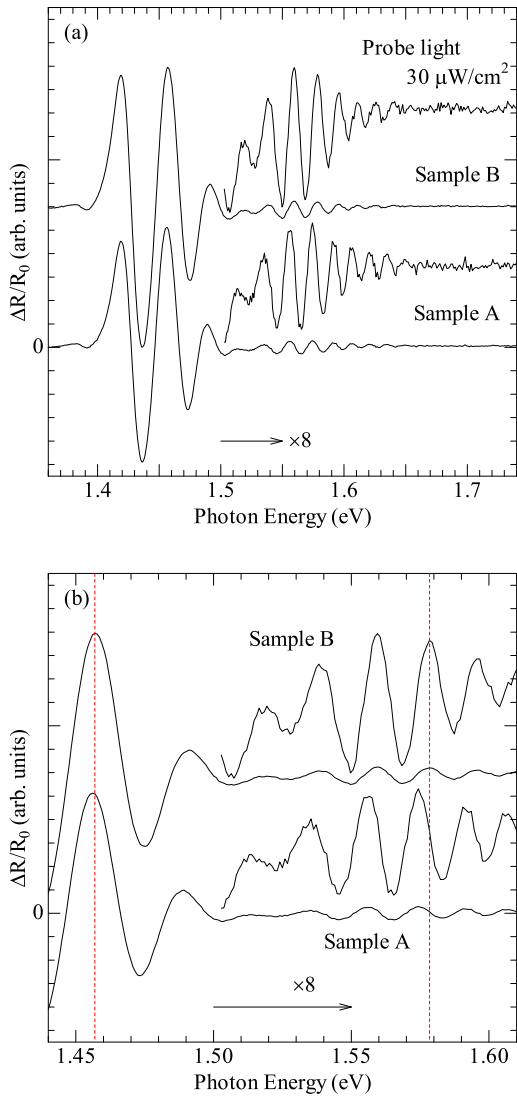 (a)
Probe light
30 μW/cm²
Sample B
Sample A
ΔR/R₀ (arb. units)
0
×8
1.4 1.5 1.6 1.7
Photon Energy (eV)
(b)
Sample B
ΔR/R₀ (arb. units)
0
Sample A
×8
1.45 1.50 1.55 1.60
Photon Energy (eV)